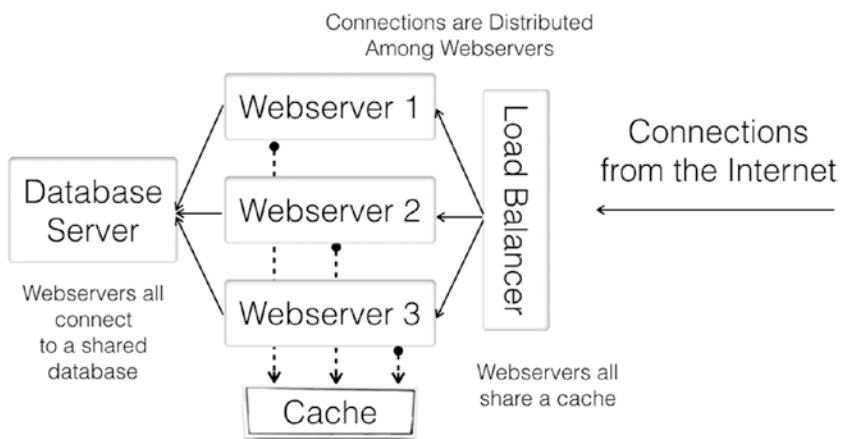 Connections are Distributed
Among Webservers
Webserver 1
Load Balancer
Connections
from the Internet
Database
Server
Webserver 2
Webservers all
connect
to a shared
database
Webserver 3
Webservers all
share a cache
Cache